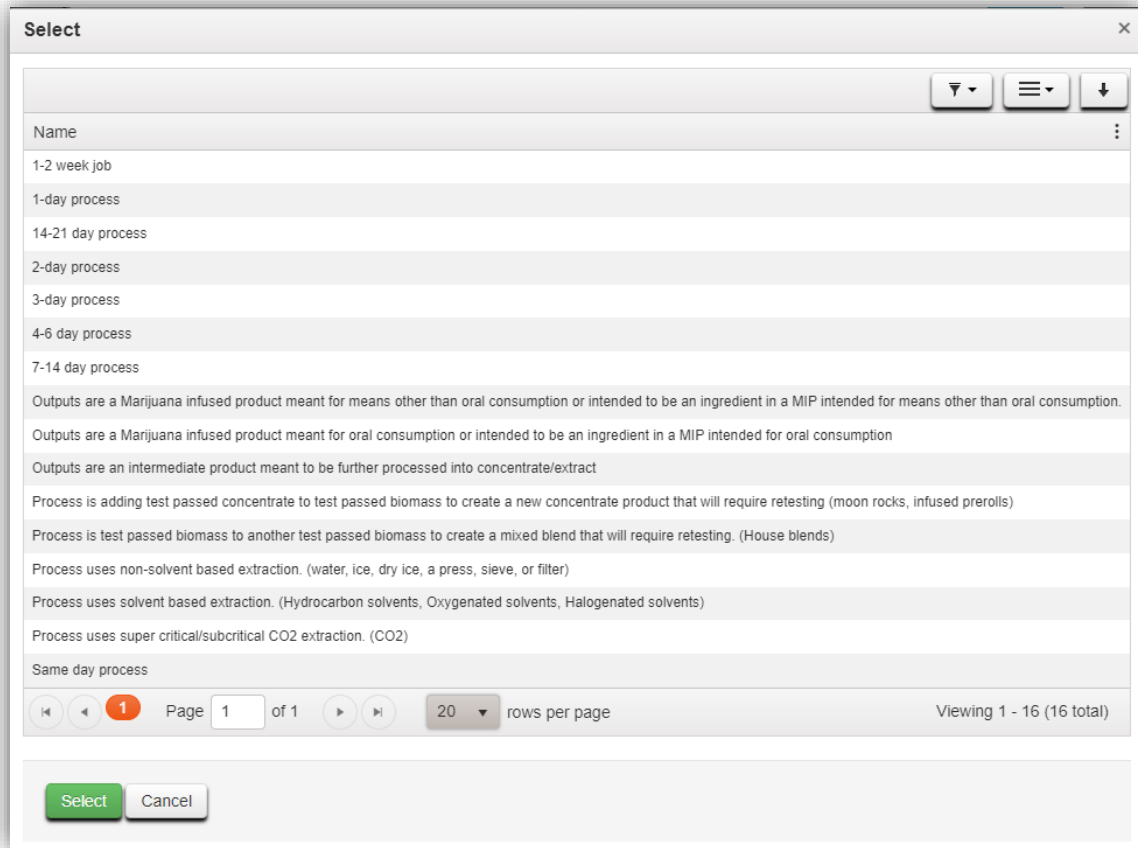 Select
Name
1-2 week job
1-day process
14-21 day process
2-day process
3-day process
4-6 day process
7-14 day process
Outputs are a Marijuana infused product meant for means other than oral consumption or intended to be an ingredient in a MIP intended for means other than oral consumption.
Outputs are a Marijuana infused product meant for oral consumption or intended to be an ingredient in a MIP intended for oral consumption
Outputs are an intermediate product meant to be further processed into concentrate/extract
Process is adding test passed concentrate to test passed biomass to create a new concentrate product that will require retesting (moon rocks, infused prerolls)
Process is test passed biomass to another test passed biomass to create a mixed blend that will require retesting. (House blends)
Process uses non-solvent based extraction. (water, ice, dry ice, a press, sieve, or filter)
Process uses solvent based extraction. (Hydrocarbon solvents, Oxygenated solvents, Halogenated solvents)
Process uses super critical/subcritical CO2 extraction. (CO2)
Same day process
1 Page 1 of 1 20 rows per page Viewing 1 - 16 (16 total)
Select Cancel